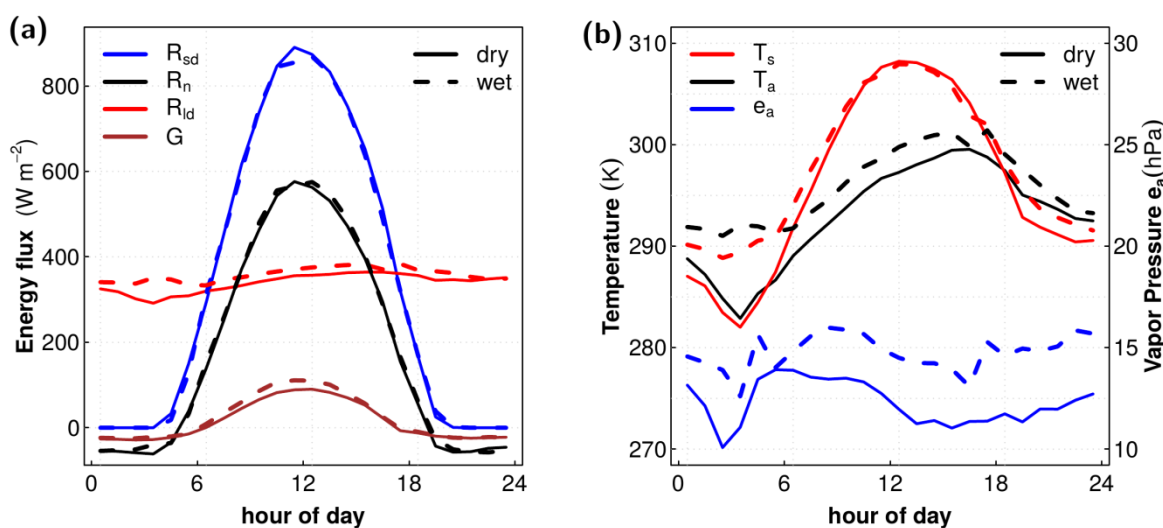 (a)
R_sd
R_n
R_ld
G
dry
wet
Energy flux (W m⁻²)
800
600
400
200
0
0 6 12 18 24
hour of day
(b)
T_s
T_a
e_a
dry
wet
Temperature (K)
310
300
290
280
270
30
25
20
15
10
Vapor Pressure e_a(hPa)
0 6 12 18 24
hour of day